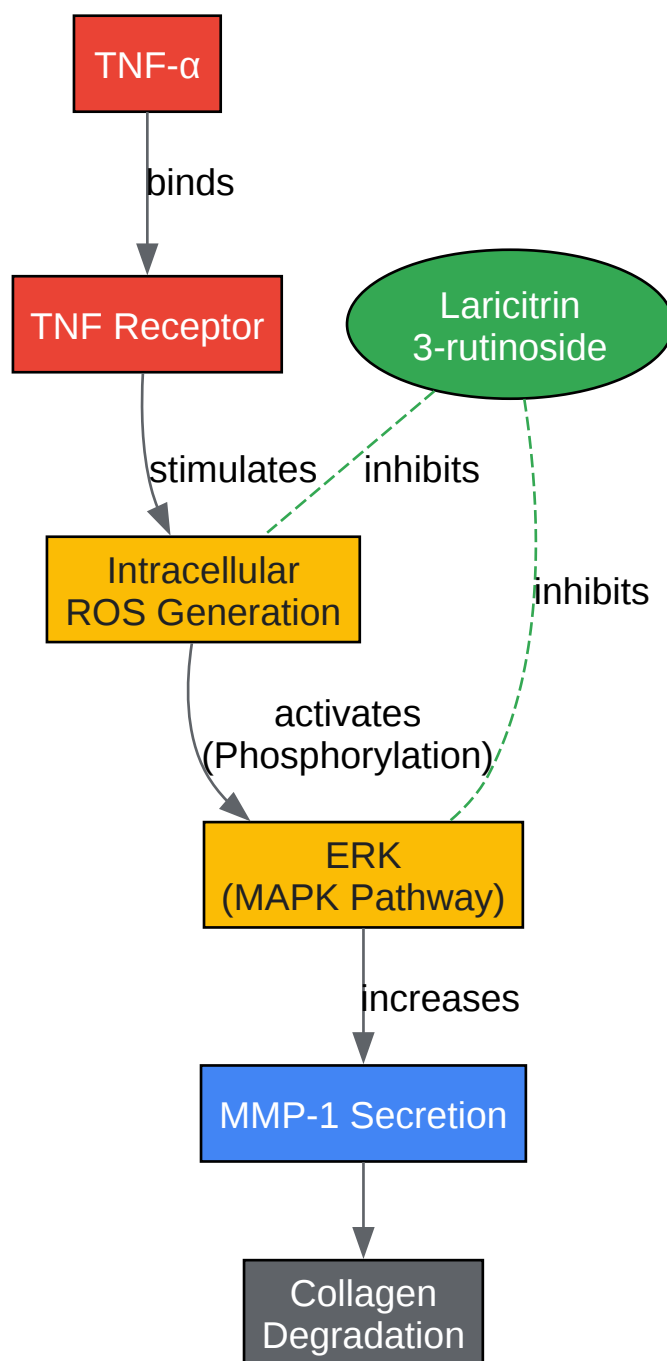 TNF-α
binds
TNF Receptor
Laricitrin
3-rutinoside
stimulates
inhibits
Intracellular
ROS Generation
inhibits
activates
(Phosphorylation)
ERK
(MAPK Pathway)
increases
MMP-1 Secretion
Collagen
Degradation